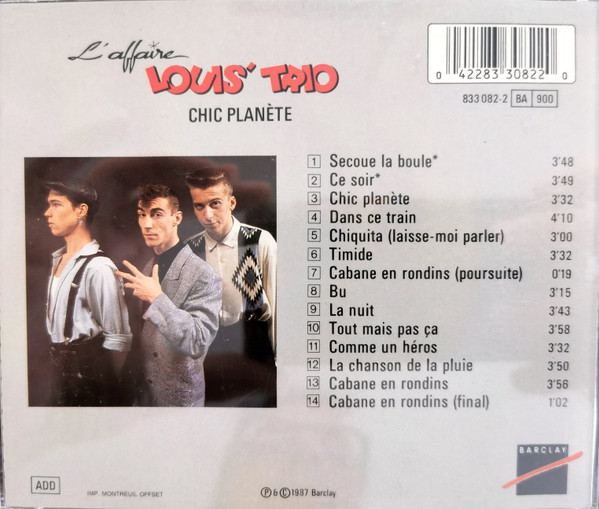 L'affaire
LOUIS' TRIO
CHIC PLANÈTE
0 42283 30822 0
833 082-2 BA 900
1 Secoue la boule* 3'48
2 Ce soir* 3'49
3 Chic planète 3'32
4 Dans ce train 4'10
5 Chiquita (laisse-moi parler) 3'00
6 Timide 3'32
7 Cabane en rondins (poursuite) 0'19
8 Bu 3'15
9 La nuit 3'43
10 Tout mais pas ça 3'58
11 Comme un héros 3'32
12 La chanson de la pluie 3'50
13 Cabane en rondins 3'56
14 Cabane en rondins (final) 1'02
BARCLAY
ADD
IMP. MONTREUIL OFFSET
Ⓟ & © 1987 Barclay